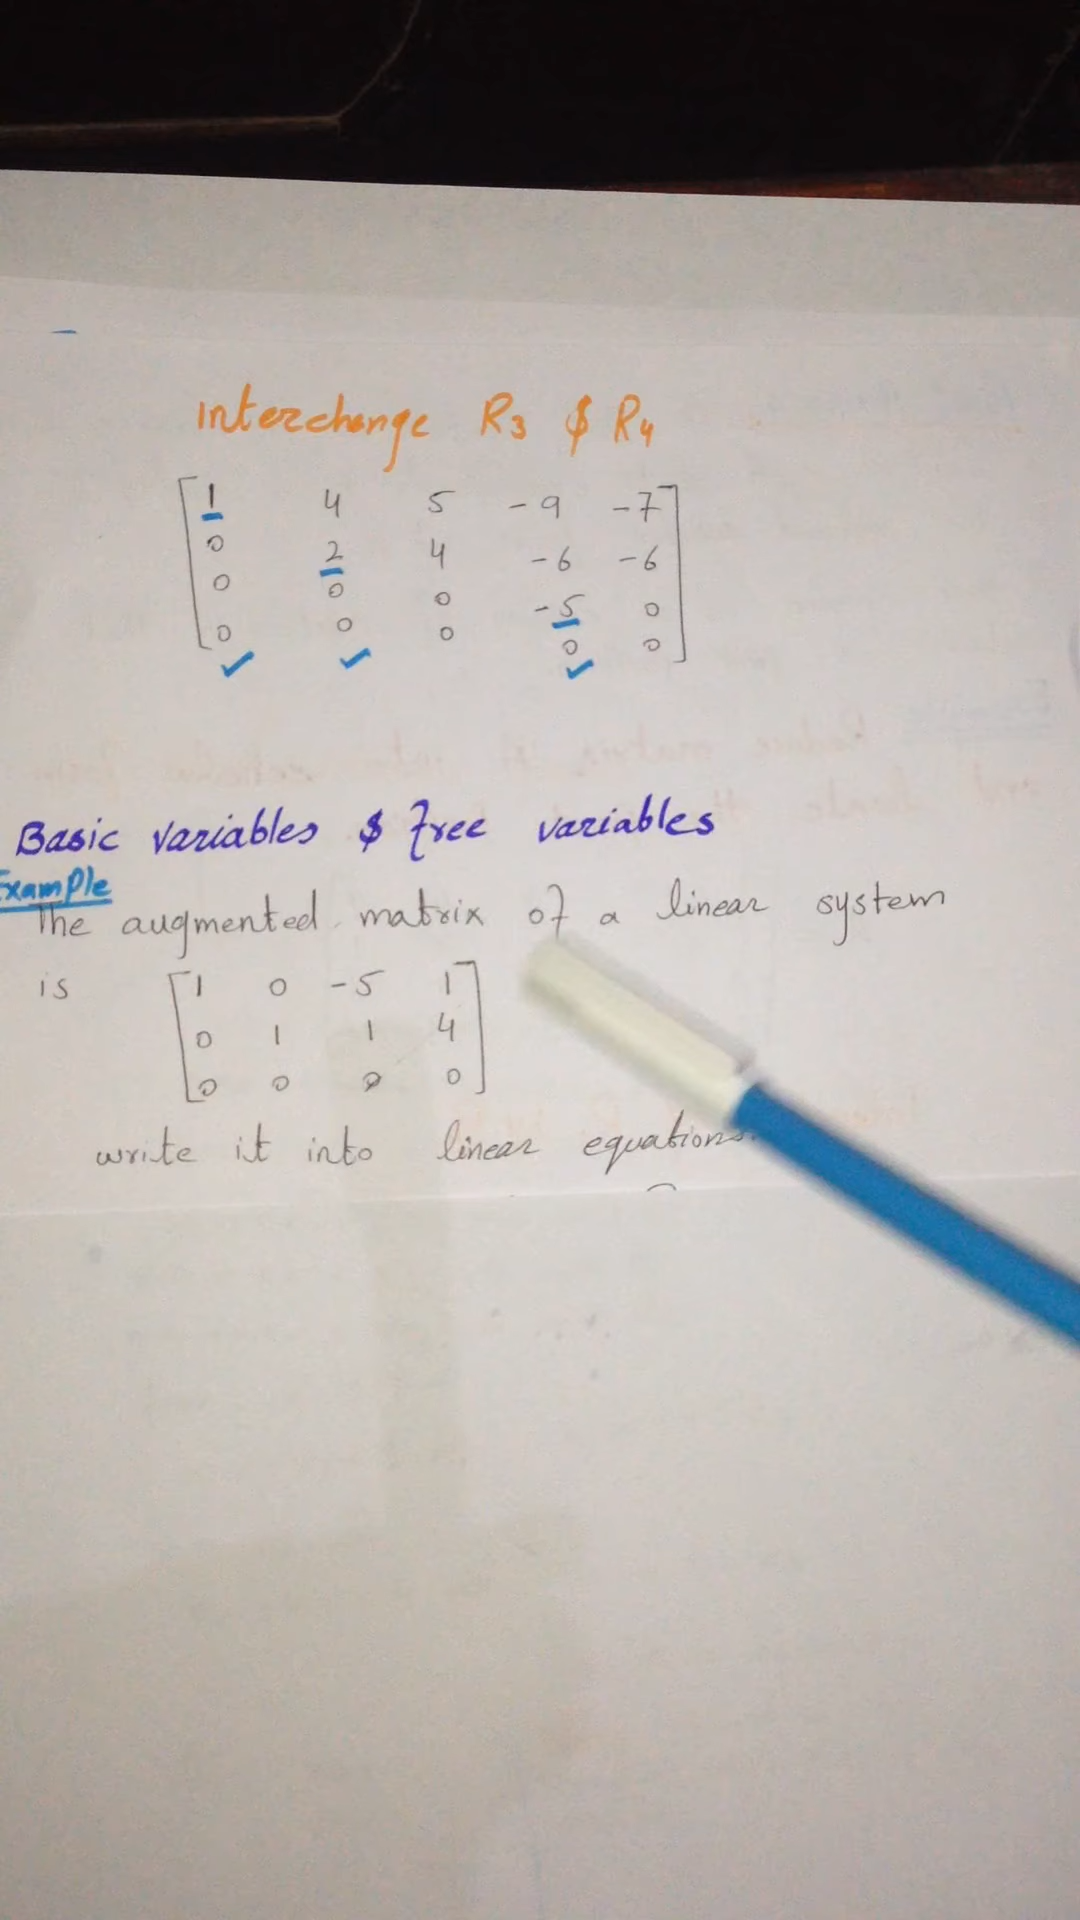 Interchange R3 $ R4
1 4 5 -9 -7
0 2 4 -6 -6
0 0 0 -5 0
0 0 0 0 0
Basic variables $ free variables
Example
The augmented matrix of a linear system
is
1 0 -5 1
0 1 1 4
0 0 0 0
write it into linear equations.